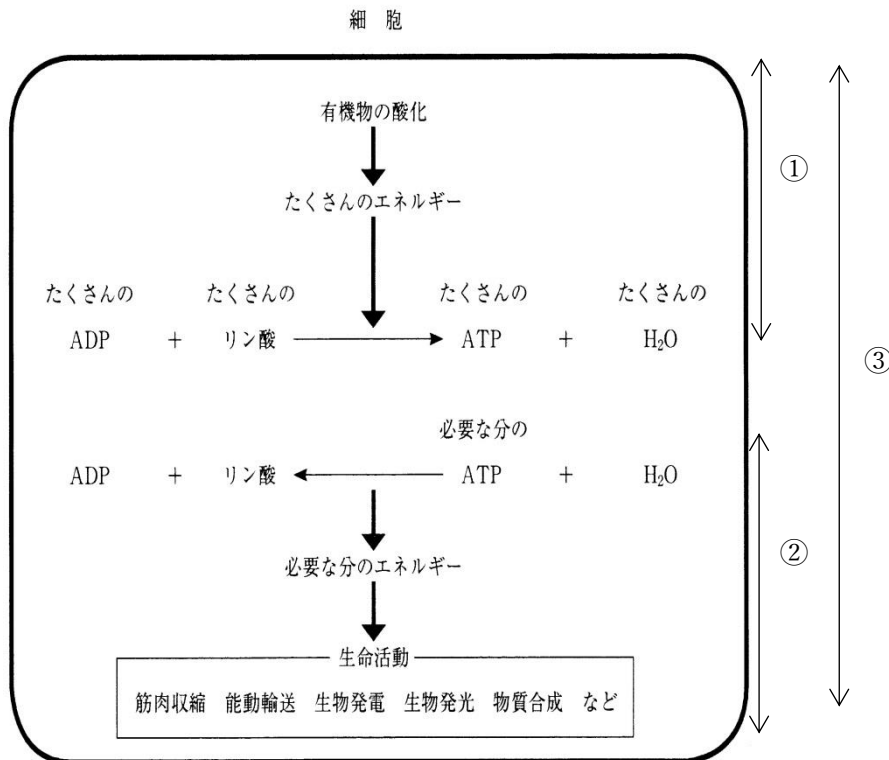 細 胞
有機物の酸化
たくさんのエネルギー
たくさんの たくさんの たくさんの たくさんの
ADP + リン酸 ATP + H₂O
必要な分の
ADP + リン酸 ATP + H₂O
必要な分のエネルギー
生命活動
筋肉収縮 能動輸送 生物発電 生物発光 物質合成 など
①
②
③